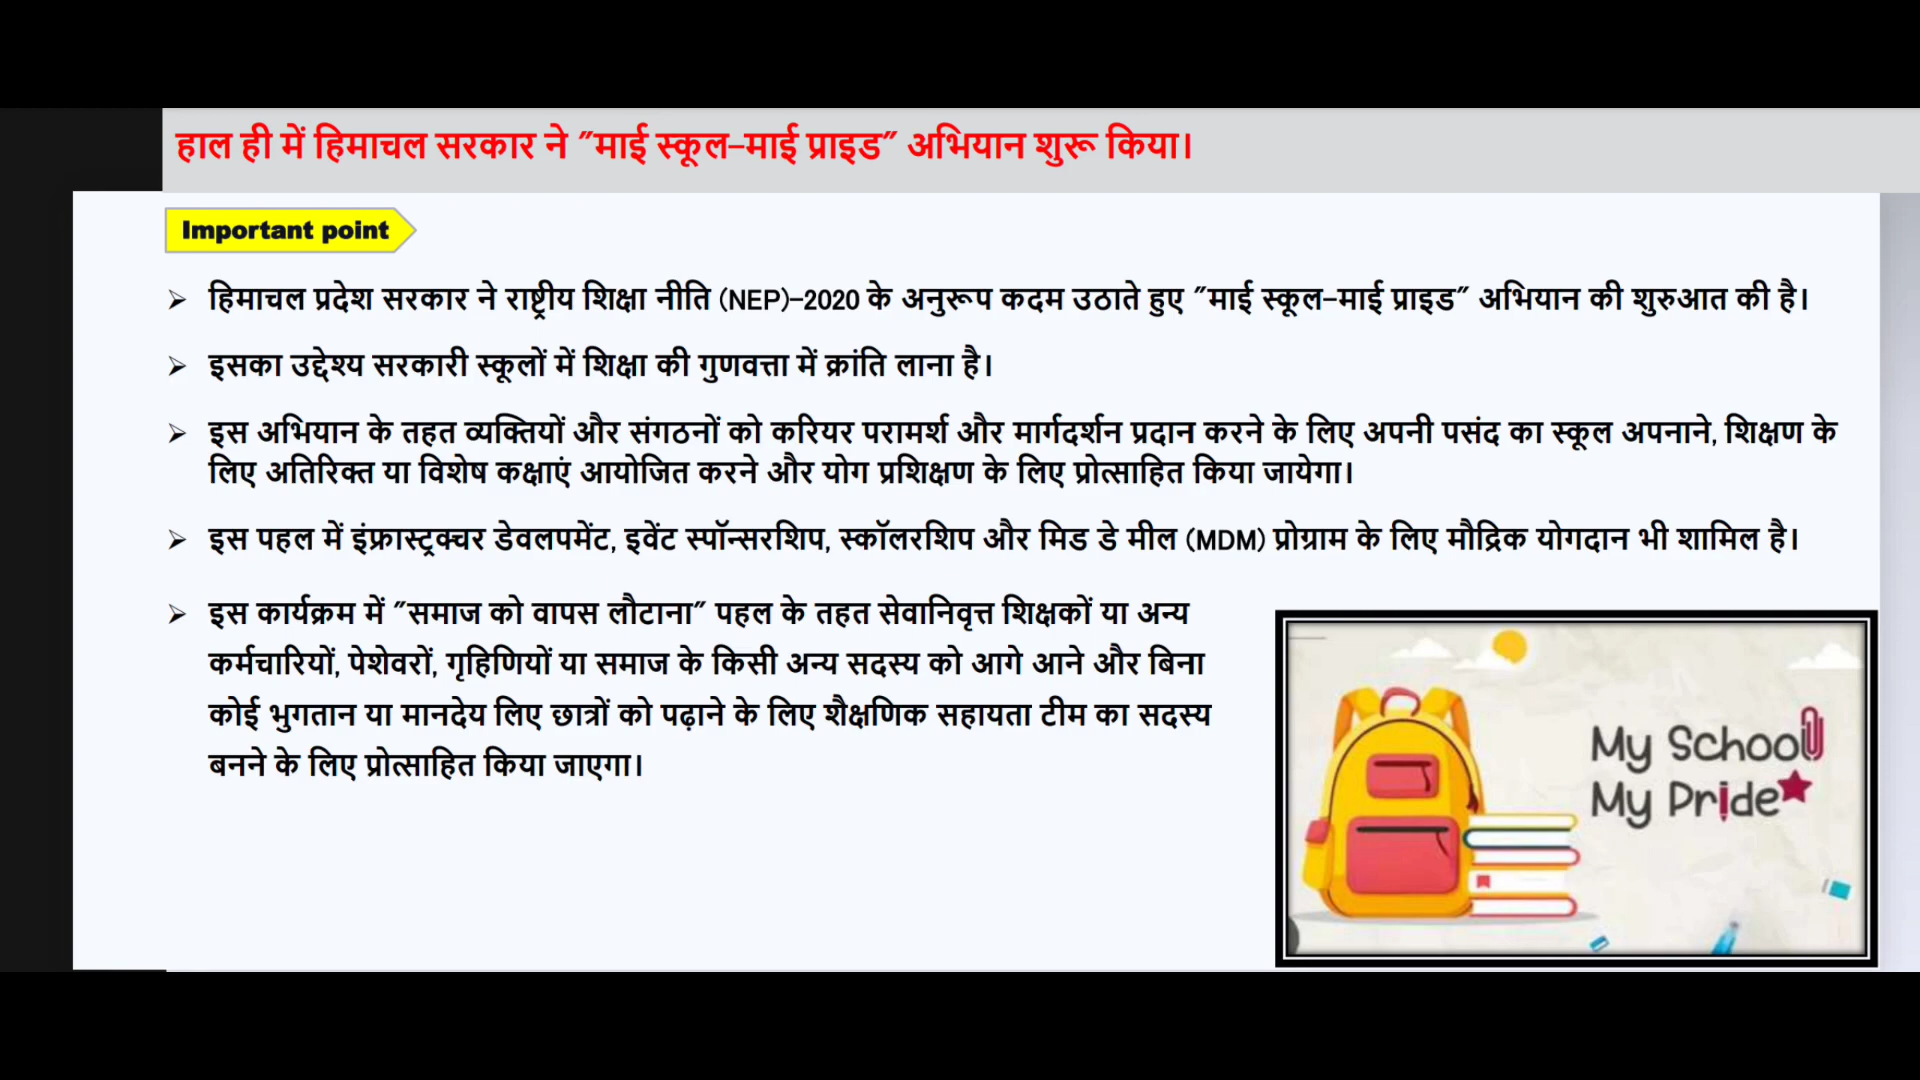 हाल ही में हिमाचल सरकार ने "माई स्कूल-माई प्राइड" अभियान शुरू किया।
Important point
➢ हिमाचल प्रदेश सरकार ने राष्ट्रीय शिक्षा नीति (NEP)-2020 के अनुरूप कदम उठाते हुए "माई स्कूल-माई प्राइड" अभियान की शुरुआत की है।
➢ इसका उद्देश्य सरकारी स्कूलों में शिक्षा की गुणवत्ता में क्रांति लाना है।
➢ इस अभियान के तहत व्यक्तियों और संगठनों को करियर परामर्श और मार्गदर्शन प्रदान करने के लिए अपनी पसंद का स्कूल अपनाने, शिक्षण के
लिए अतिरिक्त या विशेष कक्षाएं आयोजित करने और योग प्रशिक्षण के लिए प्रोत्साहित किया जायेगा।
➢ इस पहल में इंफ्रास्ट्रक्चर डेवलपमेंट, इवेंट स्पॉन्सरशिप, स्कॉलरशिप और मिड डे मील (MDM) प्रोग्राम के लिए मौद्रिक योगदान भी शामिल है।
➢ इस कार्यक्रम में "समाज को वापस लौटाना" पहल के तहत सेवानिवृत्त शिक्षकों या अन्य
कर्मचारियों, पेशेवरों, गृहिणियों या समाज के किसी अन्य सदस्य को आगे आने और बिना
कोई भुगतान या मानदेय लिए छात्रों को पढ़ाने के लिए शैक्षणिक सहायता टीम का सदस्य
बनने के लिए प्रोत्साहित किया जाएगा।
My School
My Pride